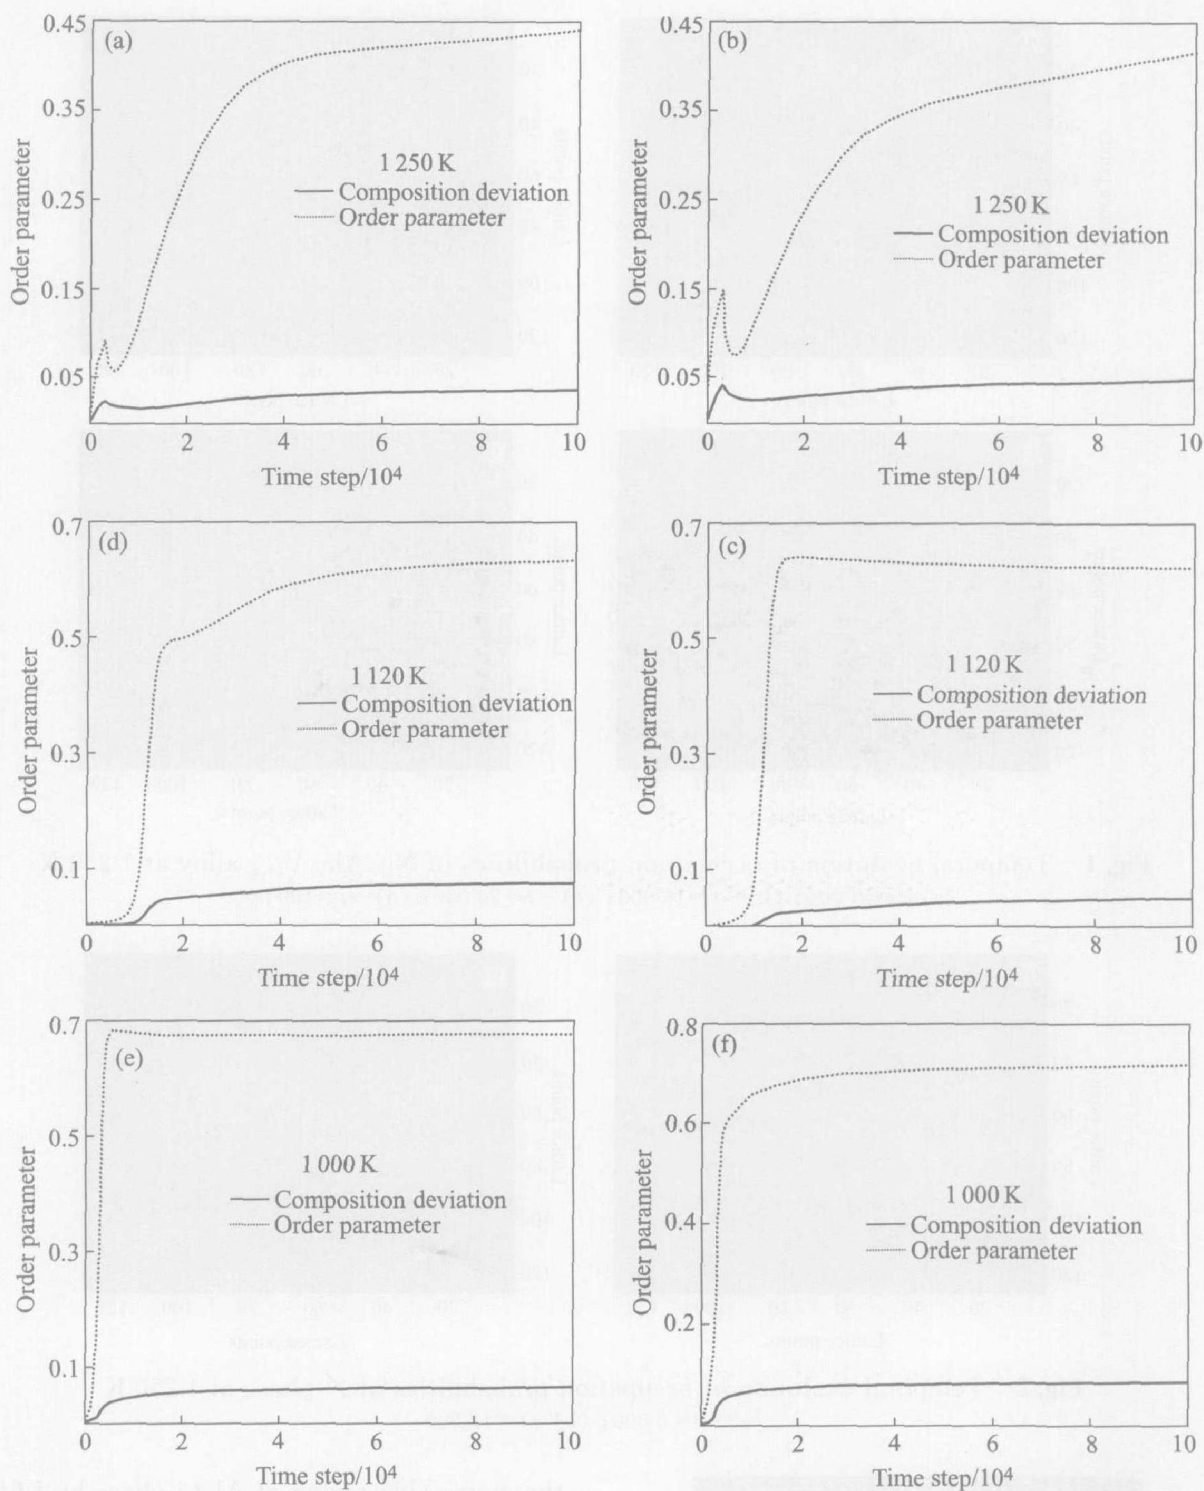 (a)
0.45
0.35
0.25
0.15
0.05
Order parameter
1 250 K
Composition deviation
Order parameter
0 2 4 6 8 10
Time step/10⁴
(b)
0.45
0.35
0.25
0.15
0.05
Order parameter
1 250 K
Composition deviation
Order parameter
0 2 4 6 8 10
Time step/10⁴
(d)
0.7
0.5
0.3
0.1
Order parameter
1 120 K
Composition deviation
Order parameter
0 2 4 6 8 10
Time step/10⁴
(c)
0.7
0.5
0.3
0.1
Order parameter
1 120 K
Composition deviation
Order parameter
0 2 4 6 8 10
Time step/10⁴
(e)
0.7
0.5
0.3
0.1
Order parameter
1 000 K
Composition deviation
Order parameter
0 2 4 6 8 10
Time step/10⁴
(f)
0.8
0.6
0.4
0.2
Order parameter
1 000 K
Composition deviation
Order parameter
0 2 4 6 8 10
Time step/10⁴